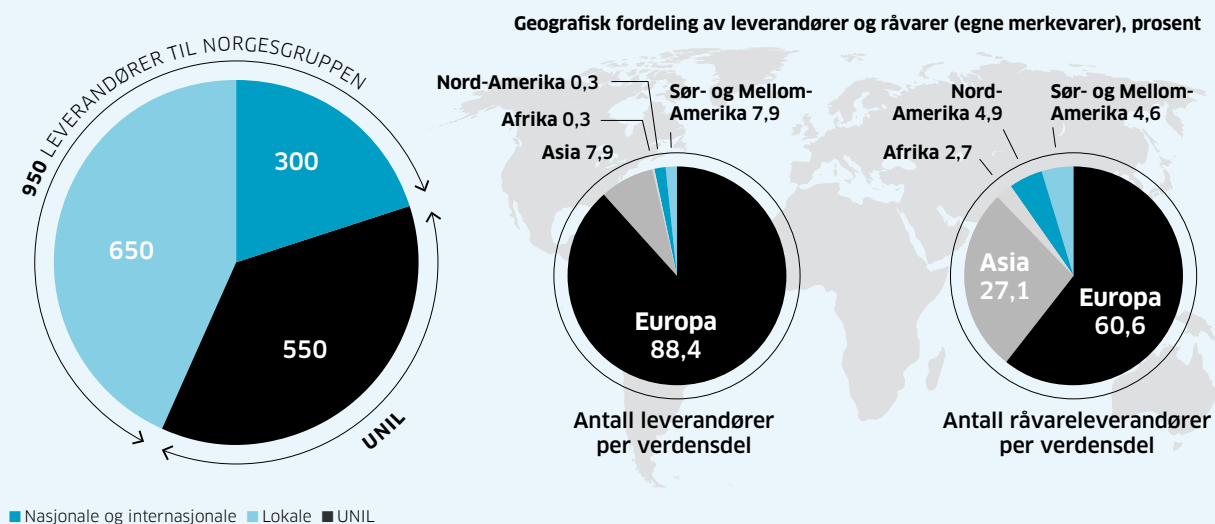 950 LEVERANDØRER TIL NORGESGRUPPEN
300
650
550
UNIL
Nasjonale og internasjonale Lokale UNIL
Geografisk fordeling av leverandører og råvarer (egne merkevarer), prosent
Nord-Amerika 0,3
Afrika 0,3
Asia 7,9
Sør- og Mellom-
Amerika 7,9
Europa
88,4
Antall leverandører
per verdensdel
Nord-
Amerika 4,9
Sør- og Mellom-
Amerika 4,6
Afrika 2,7
Asia
27,1
Europa
60,6
Antall råvareleverandører
per verdensdel